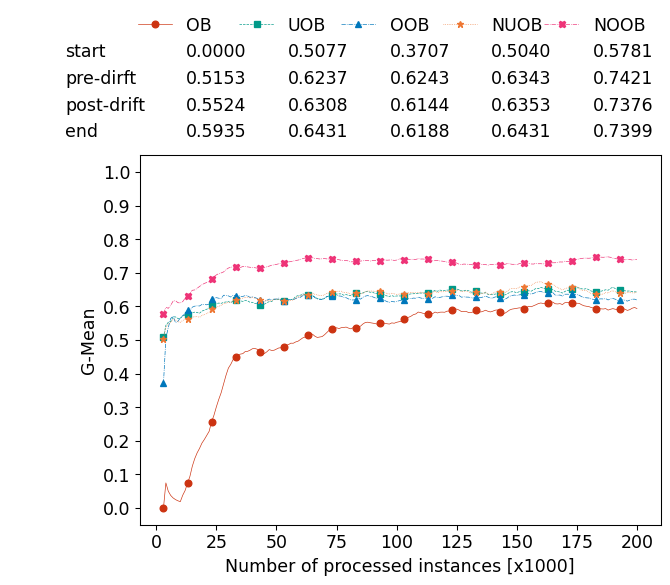 OB UOB OOB NUOB NOOB
start 0.0000 0.5077 0.3707 0.5040 0.5781
pre-dirft 0.5153 0.6237 0.6243 0.6343 0.7421
post-drift 0.5524 0.6308 0.6144 0.6353 0.7376
end 0.5935 0.6431 0.6188 0.6431 0.7399
1.0
0.9
0.8
0.7
0.6
0.5
0.4
0.3
0.2
0.1
0.0
G-Mean
0 25 50 75 100 125 150 175 200
Number of processed instances [x1000]